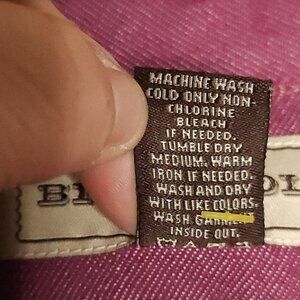 MACHINE WASH
COLD ONLY NON-
CHLORINE
BLEACH
IF NEEDED.
TUMBLE DRY
MEDIUM. WARM
IRON IF NEEDED.
WASH AND DRY
WITH LIKE COLORS.
WASH GARMENT
INSIDE OUT.